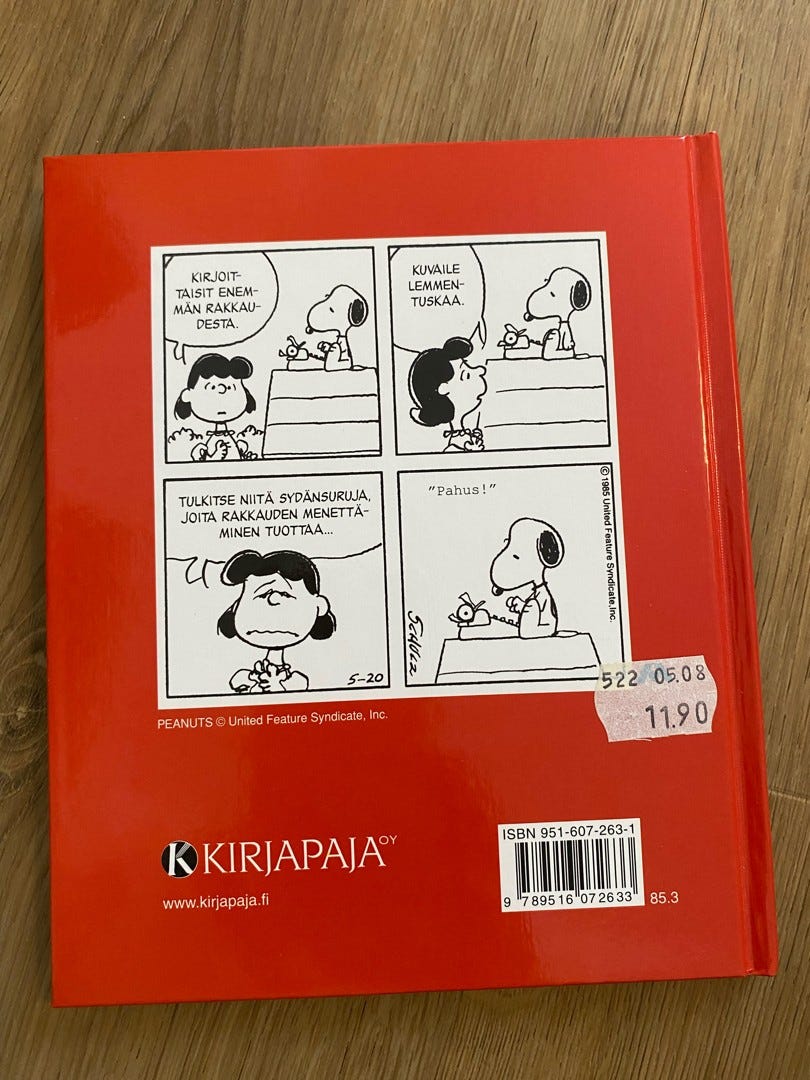 KIRJOIT-
TAISIT ENEM-
MÄN RAKKAU-
DESTA.
KUVAILE
LEMMEN-
TUSKAA.
TULKITSE NIITÄ SYDÄNSURUJA,
JOITA RAKKAUDEN MENETTÄ-
MINEN TUOTTAA...
5-20
"Pahus!"
SCHULZ
© 1985 United Feature Syndicate,Inc.
PEANUTS © United Feature Syndicate, Inc.
522 05.08
11.90
K KIRJAPAJA OY
www.kirjapaja.fi
ISBN 951-607-263-1
9 789516 072633
85.3